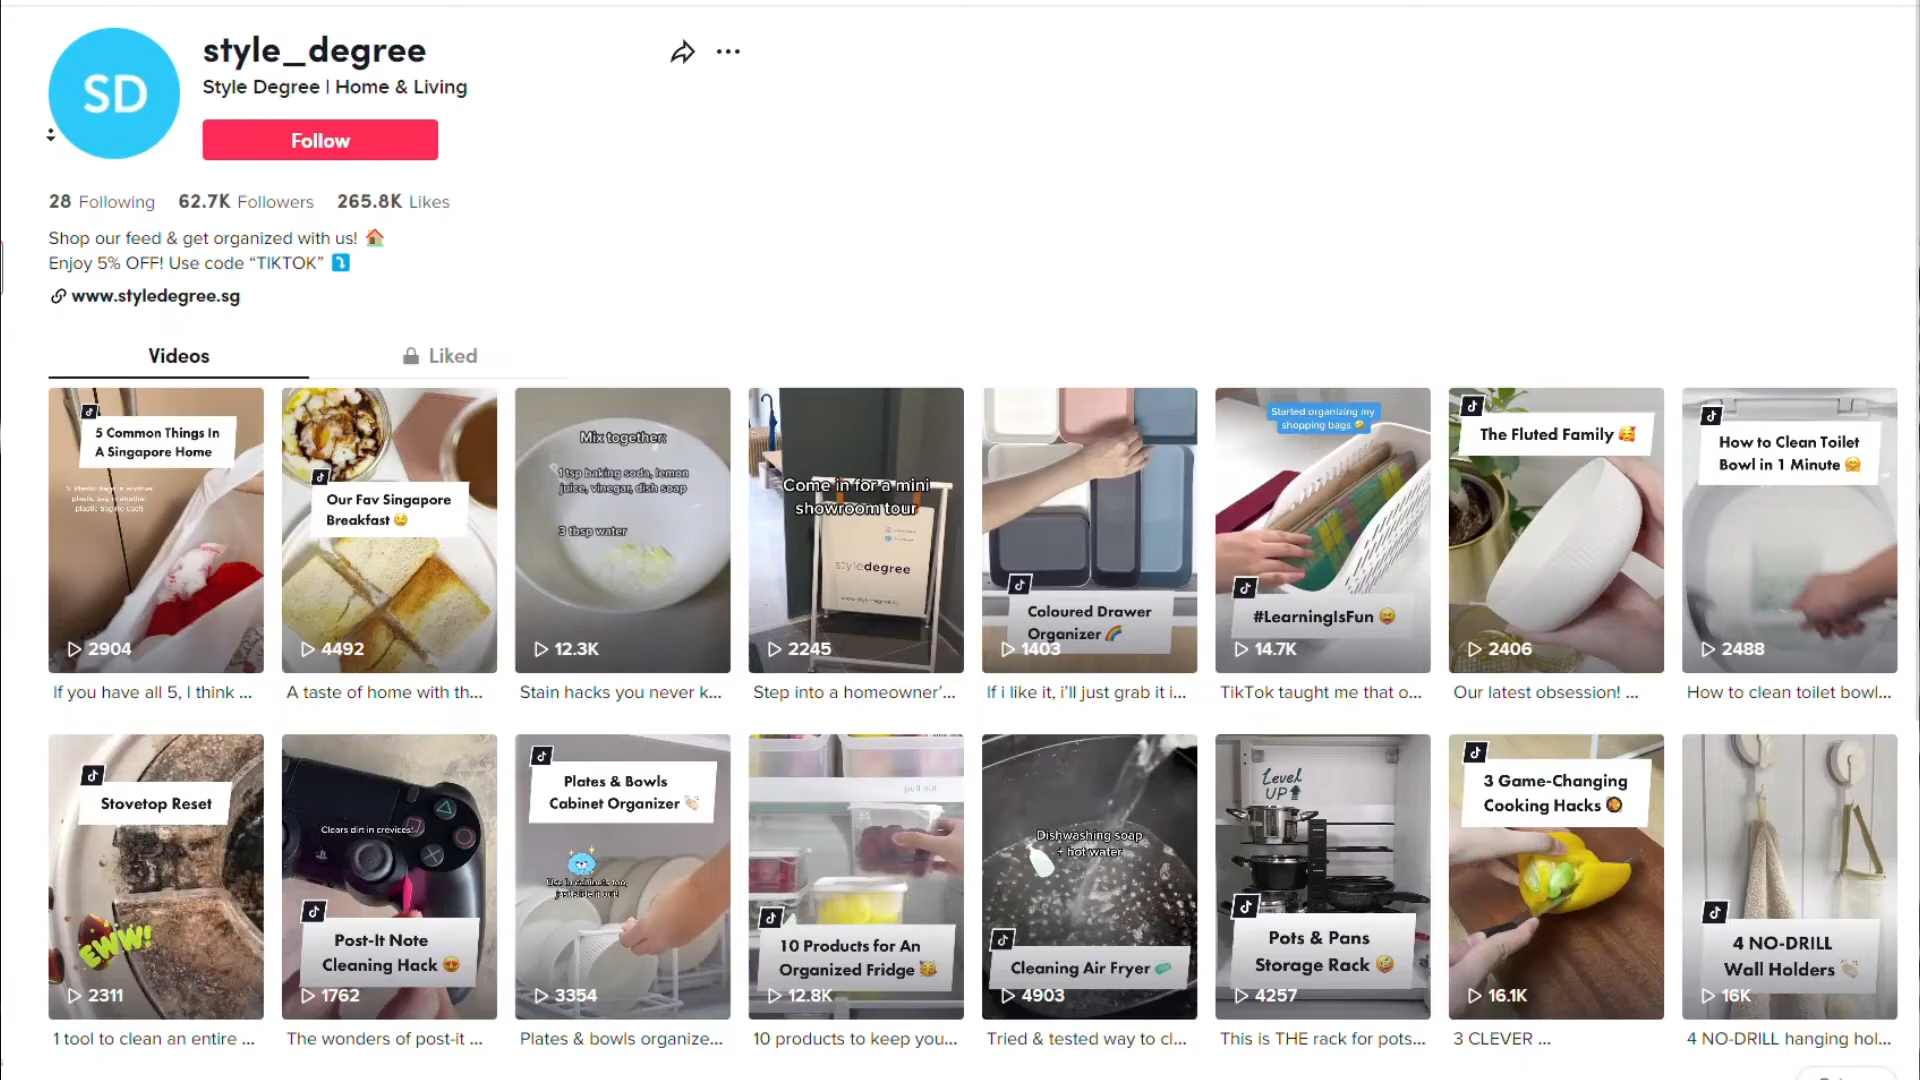 SD
style_degree
Style Degree | Home & Living
Follow
28 Following 62.7K Followers 265.8K Likes
Shop our feed & get organized with us!
Enjoy 5% OFF! Use code “TIKTOK”
www.styledegree.sg
Videos
Liked
5 Common Things In
A Singapore Home
2904
If you have all 5, I think ...
Our Fav Singapore
Breakfast
4492
A taste of home with th...
Mix together:
1 tsp baking soda, lemon
juice, vinegar, dish soap
3 tbsp water
12.3K
Stain hacks you never k...
Come in for a mini
showroom tour
styledegree
2245
Step into a homeowner’...
Coloured Drawer
Organizer
1403
If i like it, i’ll just grab it i...
Started organizing my
shopping bags
#LearningIsFun
14.7K
TikTok taught me that o...
The Fluted Family
2406
Our latest obsession! ...
How to Clean Toilet
Bowl in 1 Minute
2488
How to clean toilet bowl...
Stovetop Reset
EWW!
2311
1 tool to clean an entire ...
Clears dirt in crevices!
Post-It Note
Cleaning Hack
1762
The wonders of post-it ...
Plates & Bowls
Cabinet Organizer
Use in cabinets too,
just slide it out!
3354
Plates & bowls organize...
pull out
10 Products for An
Organized Fridge
12.8K
10 products to keep you...
Dishwashing soap
+ hot water
Cleaning Air Fryer
4903
Tried & tested way to cl...
Level
UP
Pots & Pans
Storage Rack
4257
This is THE rack for pots...
3 Game-Changing
Cooking Hacks
16.1K
3 CLEVER ...
4 NO-DRILL
Wall Holders
16K
4 NO-DRILL hanging hol...